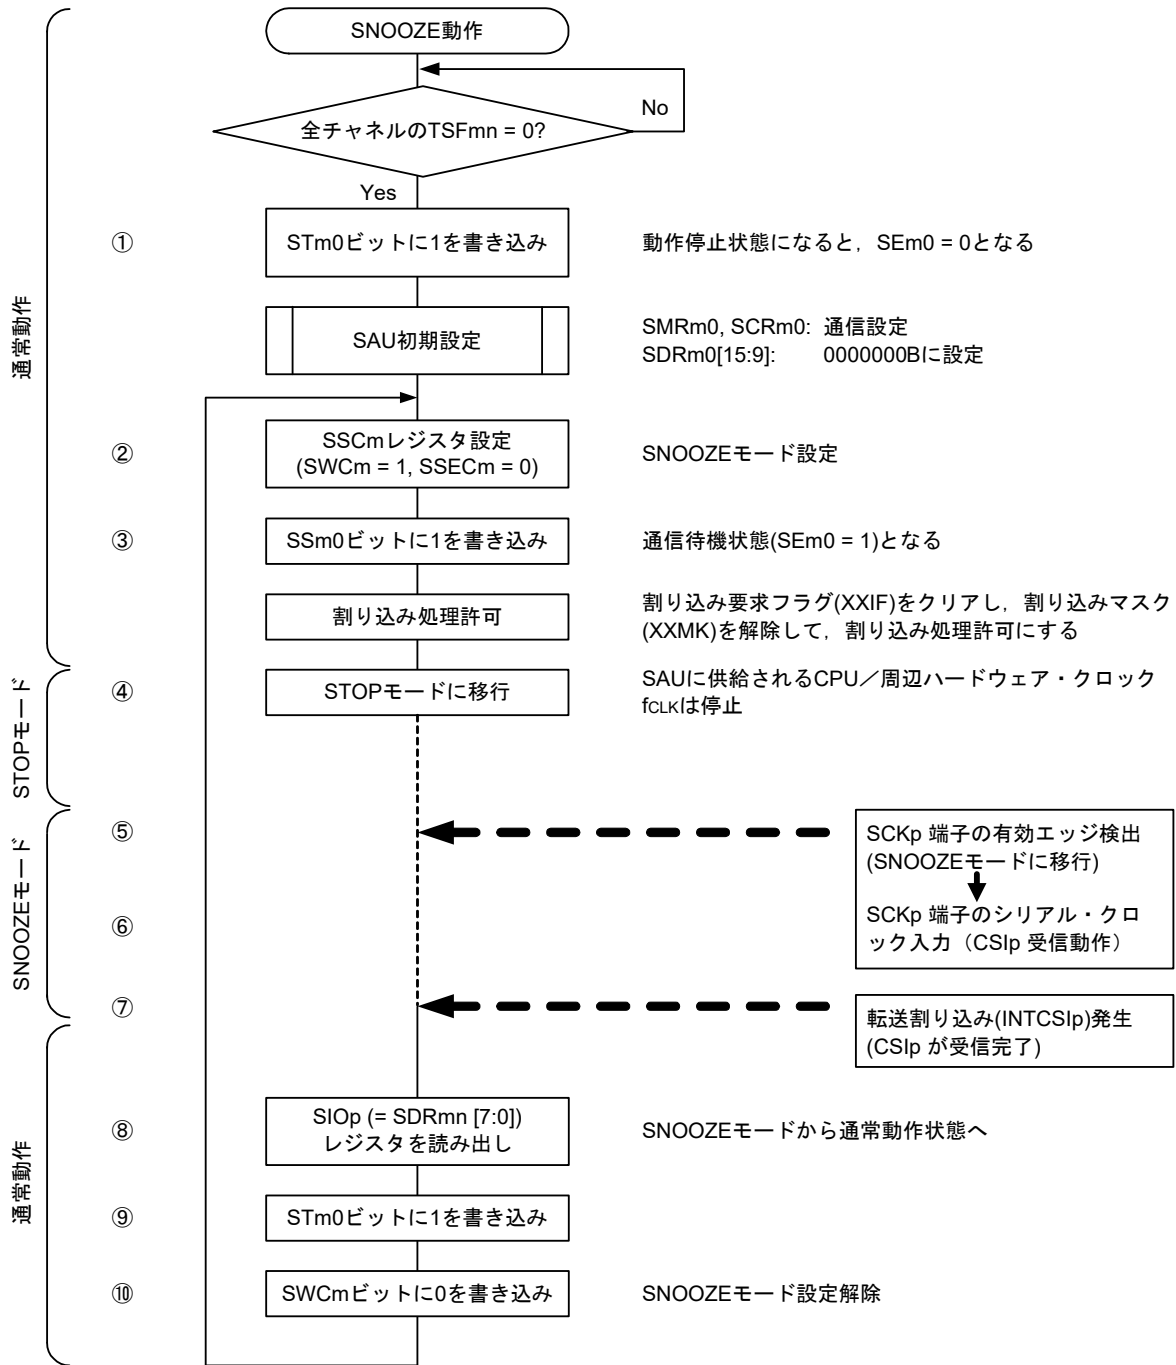 SNOOZE動作
No
全チャネルのTSFmn = 0?
Yes
通常動作
①
STm0ビットに1を書き込み
動作停止状態になると，SEm0 = 0となる
SAU初期設定
SMRm0, SCRm0: 通信設定
SDRm0[15:9]: 0000000Bに設定
②
SSCmレジスタ設定
(SWCm = 1, SSECm = 0)
SNOOZEモード設定
③
SSm0ビットに1を書き込み
通信待機状態(SEm0 = 1)となる
割り込み処理許可
割り込み要求フラグ(XXIF)をクリアし，割り込みマスク
(XXMK)を解除して，割り込み処理許可にする
STOPモード
④
STOPモードに移行
SAUに供給されるCPU／周辺ハードウェア・クロック
fCLKは停止
SNOOZEモード
⑤
SCKp 端子の有効エッジ検出
(SNOOZEモードに移行)
⑥
SCKp 端子のシリアル・クロ
ック入力（CSIp 受信動作）
⑦
転送割り込み(INTCSIp)発生
(CSIp が受信完了)
通常動作
⑧
SIOp (= SDRmn [7:0])
レジスタを読み出し
SNOOZEモードから通常動作状態へ
⑨
STm0ビットに1を書き込み
⑩
SWCmビットに0を書き込み
SNOOZEモード設定解除